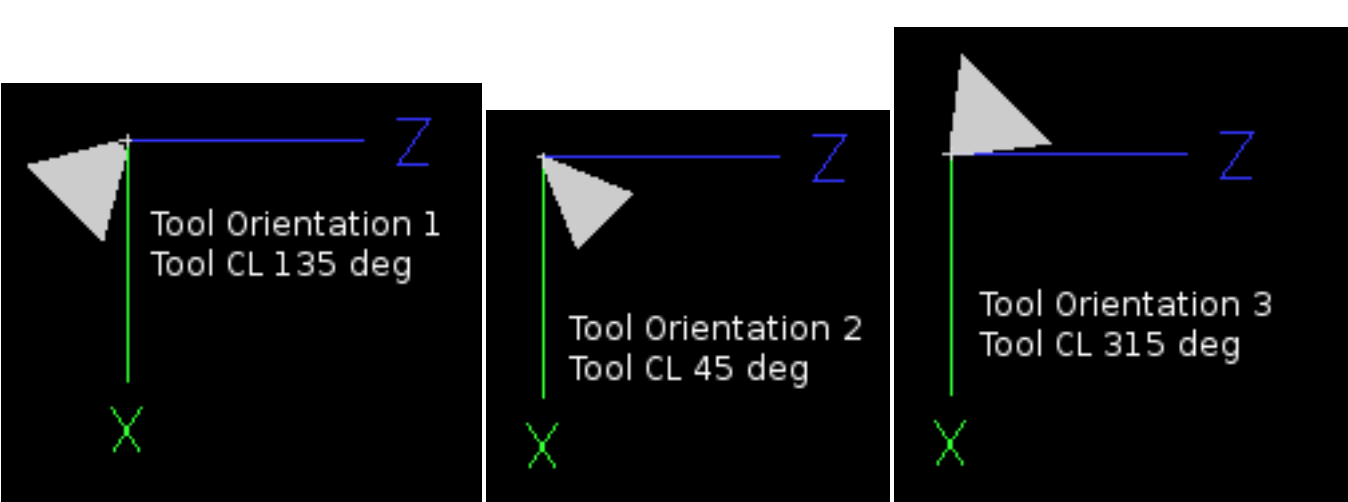 Z
Tool Orientation 1
Tool CL 135 deg
X
Z
Tool Orientation 2
Tool CL 45 deg
X
Z
Tool Orientation 3
Tool CL 315 deg
X